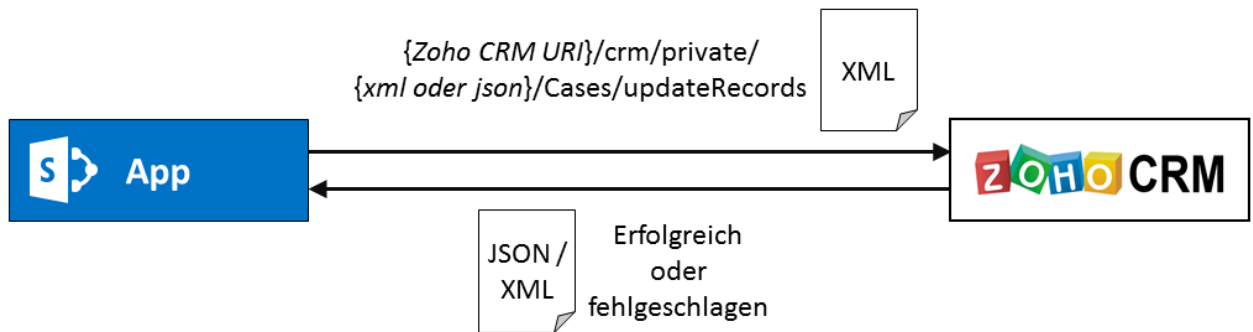 {Zoho CRM URI}/crm/private/
{xml oder json}/Cases/updateRecords
XML
S App
ZOHO CRM
JSON /
XML
Erfolgreich
oder
fehlgeschlagen